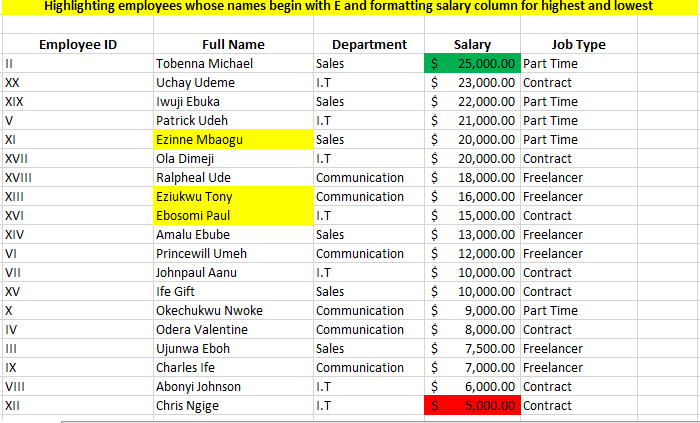 Highlighting employees whose names begin with E and formatting salary column for highest and lowest
Employee ID Full Name Department Salary Job Type
II Tobenna Michael Sales $ 25,000.00 Part Time
XX Uchay Udeme I.T $ 23,000.00 Contract
XIX Iwuji Ebuka Sales $ 22,000.00 Part Time
V Patrick Udeh I.T $ 21,000.00 Part Time
XI Ezinne Mbaogu Sales $ 20,000.00 Part Time
XVII Ola Dimeji I.T $ 20,000.00 Contract
XVIII Ralpheal Ude Communication $ 18,000.00 Freelancer
XIII Eziukwu Tony Communication $ 16,000.00 Freelancer
XVI Ebosomi Paul I.T $ 15,000.00 Contract
XIV Amalu Ebube Sales $ 13,000.00 Freelancer
VI Princewill Umeh Communication $ 12,000.00 Freelancer
VII Johnpaul Aanu I.T $ 10,000.00 Contract
XV Ife Gift Sales $ 10,000.00 Contract
X Okechukwu Nwoke Communication $ 9,000.00 Part Time
IV Odera Valentine Communication $ 8,000.00 Contract
III Ujunwa Eboh Sales $ 7,500.00 Freelancer
IX Charles Ife Communication $ 7,000.00 Freelancer
VIII Abonyi Johnson I.T $ 6,000.00 Contract
XII Chris Ngige I.T $ 5,000.00 Contract